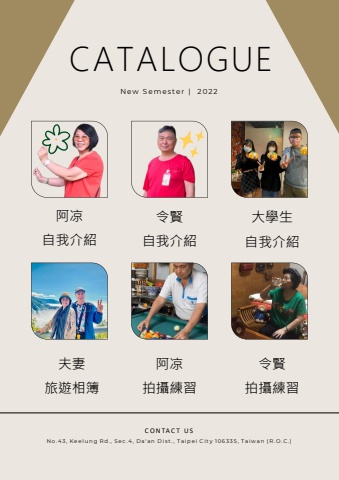 CATALOGUE
New Semester | 2022
阿凉 令賢 大學生
自我介紹 自我介紹 自我介紹
夫妻 阿凉 令賢
旅遊相簿 拍攝練習 拍攝練習
CONTACT US
No.43, Keelung Rd., Sec.4, Da'an Dist., Taipei City 106335, Taiwan (R.O.C.)